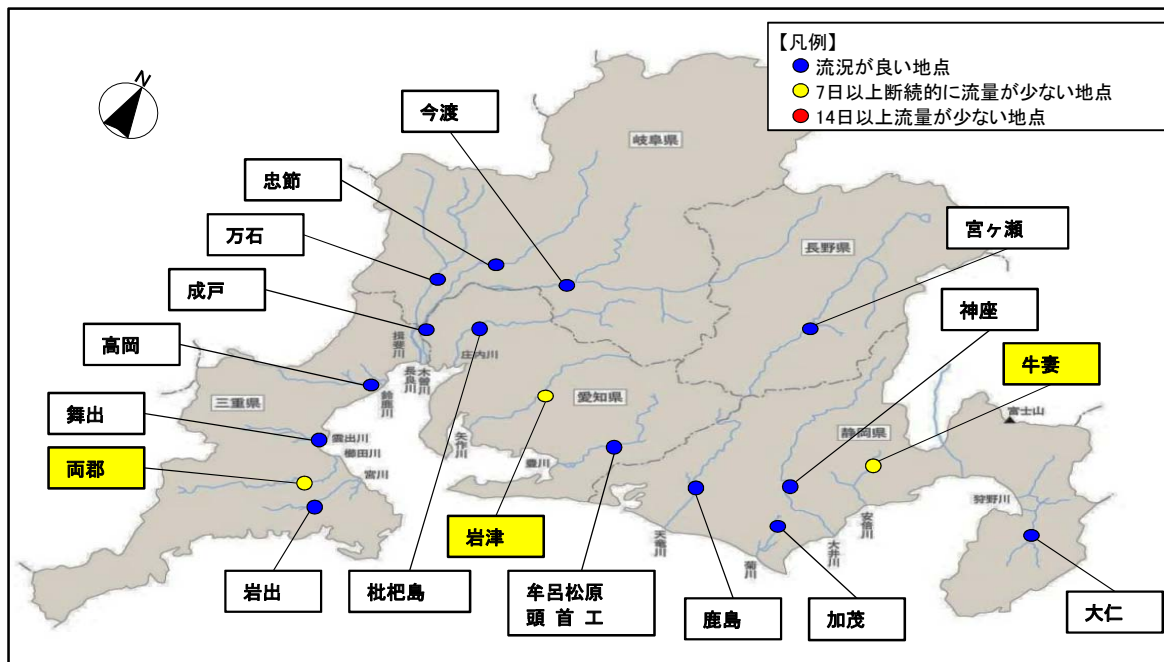 【凡例】
流況が良い地点
7日以上断続的に流量が少ない地点
14日以上流量が少ない地点
N
今渡
岐阜県
忠節
万石
宮ヶ瀬
長野県
成戸
神座
高岡
揖斐川
長良川
木曽川
庄内川
牛妻
鈴鹿川
三重県
愛知県
舞出
雲出川
櫛田川
宮川
矢作川
豊川
静岡県
富士山
両郡
狩野川
安倍川
大井川
天竜川
菊川
岩津
岩出
枇杷島
牟呂松原
頭首工
鹿島
加茂
大仁